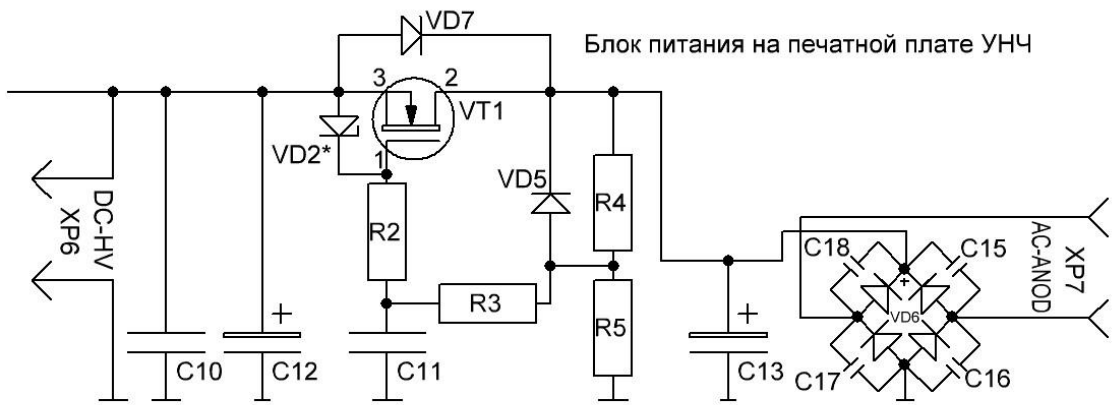 VD7
Блок питания на печатной плате УНЧ
3
2
VT1
VD2*
1
VD5
R4
DC-HV
XP6
R2
C18
C15
XP7
AC-ANOD
+
VD6
R3
R5
+
+
C10
C12
C11
C13
C17
C16